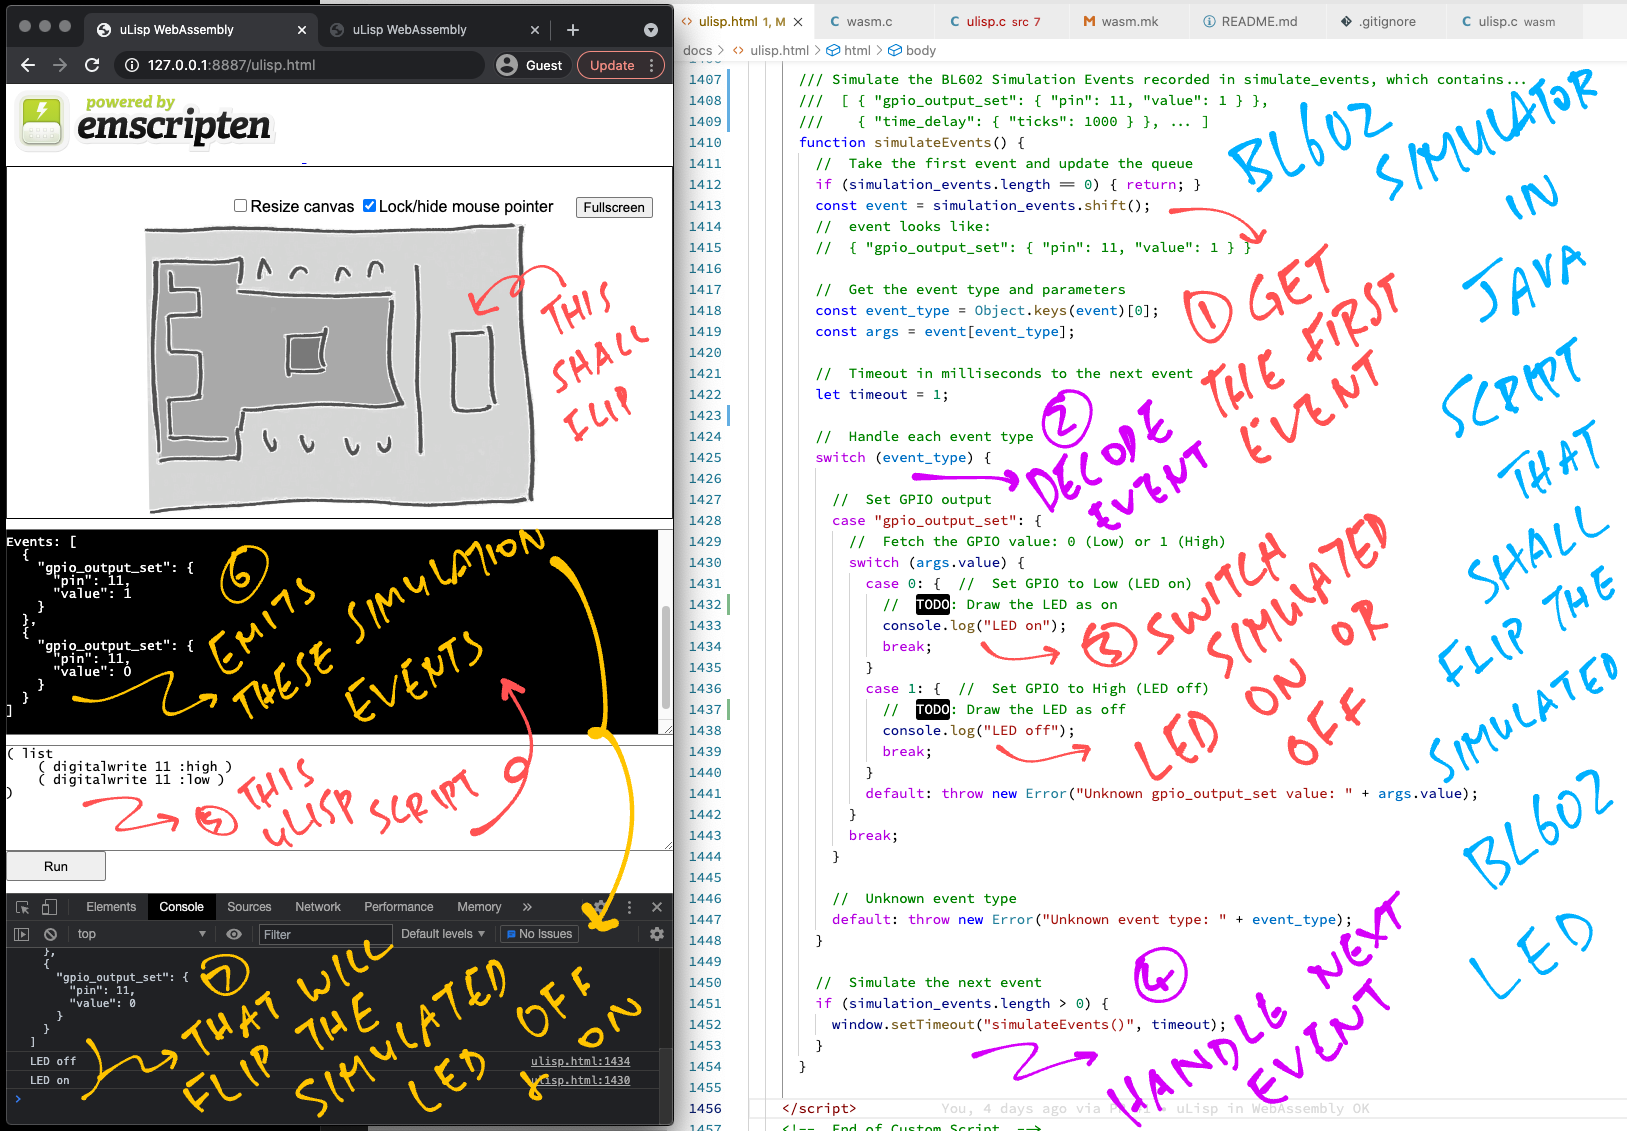 uLisp WebAssembly
uLisp WebAssembly
127.0.0.1:8887/ulisp.html
Guest
Update
powered by
emscripten
Resize canvas
Lock/hide mouse pointer
Fullscreen
THIS
SHALL
FLIP
Events: [
{
"gpio_output_set": {
"pin": 11,
"value": 1
}
},
{
"gpio_output_set": {
"pin": 11,
"value": 0
}
}
]
6
EMITS
THESE SIMULATION
EVENTS
( list
( digitalwrite 11 :high )
( digitalwrite 11 :low )
)
5 THIS
uLISP SCRIPT
Run
Elements Console Sources Network Performance Memory »
top
Filter
Default levels
No Issues
},
{
"gpio_output_set": {
"pin": 11,
"value": 0
}
}
]
LED off ulisp.html:1434
LED on ulisp.html:1430
7
THAT WILL
FLIP THE
SIMULATED
LED OFF
& ON
ulisp.html 1, M
wasm.c
ulisp.c src 7
wasm.mk
README.md
.gitignore
ulisp.c wasm
docs > ulisp.html > html > body
1407 /// Simulate the BL602 Simulation Events recorded in simulate_events, which contains...
1408 /// [ { "gpio_output_set": { "pin": 11, "value": 1 } },
1409 /// { "time_delay": { "ticks": 1000 } }, ... ]
1410 function simulateEvents() {
1411 // Take the first event and update the queue
1412 if (simulation_events.length == 0) { return; }
1413 const event = simulation_events.shift();
1414 // event looks like:
1415 // { "gpio_output_set": { "pin": 11, "value": 1 } }
1416
1417 // Get the event type and parameters
1418 const event_type = Object.keys(event)[0];
1419 const args = event[event_type];
1420
1421 // Timeout in milliseconds to the next event
1422 let timeout = 1;
1423
1424 // Handle each event type
1425 switch (event_type) {
1426
1427 // Set GPIO output
1428 case "gpio_output_set": {
1429 // Fetch the GPIO value: 0 (Low) or 1 (High)
1430 switch (args.value) {
1431 case 0: { // Set GPIO to Low (LED on)
1432 // TODO: Draw the LED as on
1433 console.log("LED on");
1434 break;
1435 }
1436 case 1: { // Set GPIO to High (LED off)
1437 // TODO: Draw the LED as off
1438 console.log("LED off");
1439 break;
1440 }
1441 default: throw new Error("Unknown gpio_output_set value: " + args.value);
1442 }
1443 break;
1444 }
1445
1446 // Unknown event type
1447 default: throw new Error("Unknown event type: " + event_type);
1448 }
1449
1450 // Simulate the next event
1451 if (simulation_events.length > 0) {
1452 window.setTimeout("simulateEvents()", timeout);
1453 }
1454 }
1455
1456 </script>
1457 <!-- End of Custom Script -->
1 GET
THE FIRST
EVENT
2
DECODE
EVENT
3 SWITCH
SIMULATED
LED ON OR
OFF
4
HANDLE NEXT
EVENT
BL602
SIMULATOR
IN
JAVA
SCRIPT
THAT
SHALL
FLIP THE
SIMULATED
BL602
LED